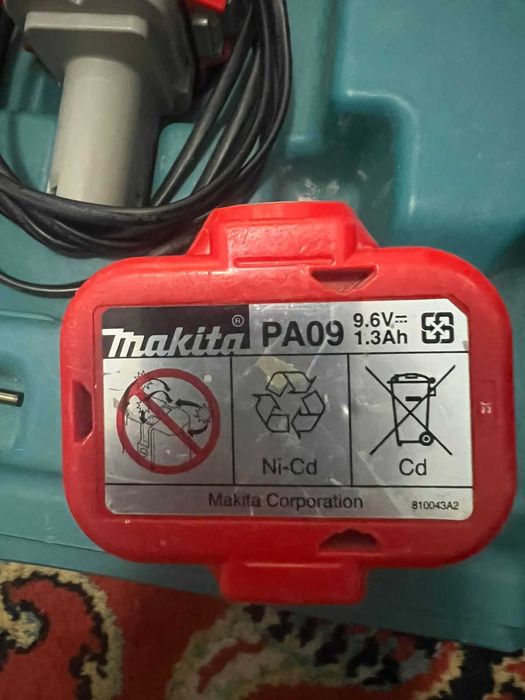 Makita® PA09 9.6V⎓
1.3Ah
Ni-Cd
Cd
Makita Corporation
810043A2